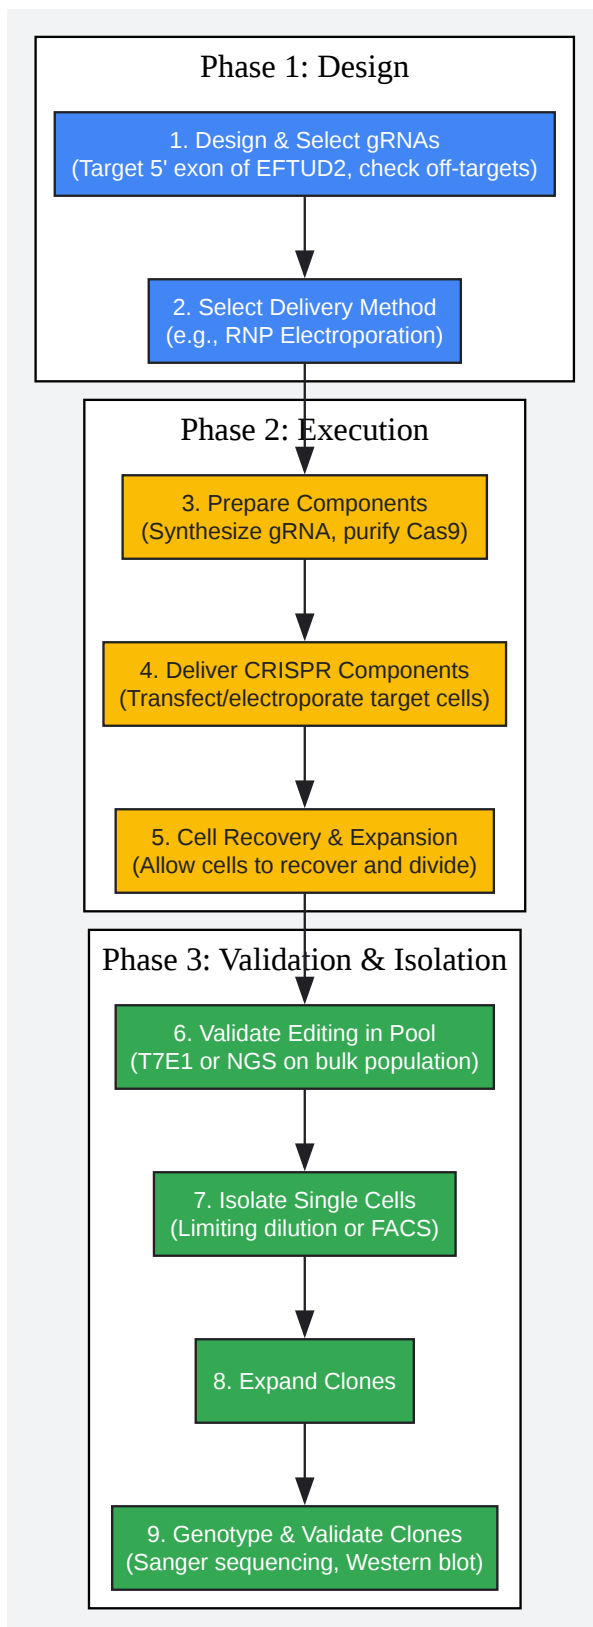 Phase 1: Design
1. Design & Select gRNAs
(Target 5' exon of EFTUD2, check off-targets)
2. Select Delivery Method
(e.g., RNP Electroporation)
Phase 2: Execution
3. Prepare Components
(Synthesize gRNA, purify Cas9)
4. Deliver CRISPR Components
(Transfect/electroporate target cells)
5. Cell Recovery & Expansion
(Allow cells to recover and divide)
Phase 3: Validation & Isolation
6. Validate Editing in Pool
(T7E1 or NGS on bulk population)
7. Isolate Single Cells
(Limiting dilution or FACS)
8. Expand Clones
9. Genotype & Validate Clones
(Sanger sequencing, Western blot)